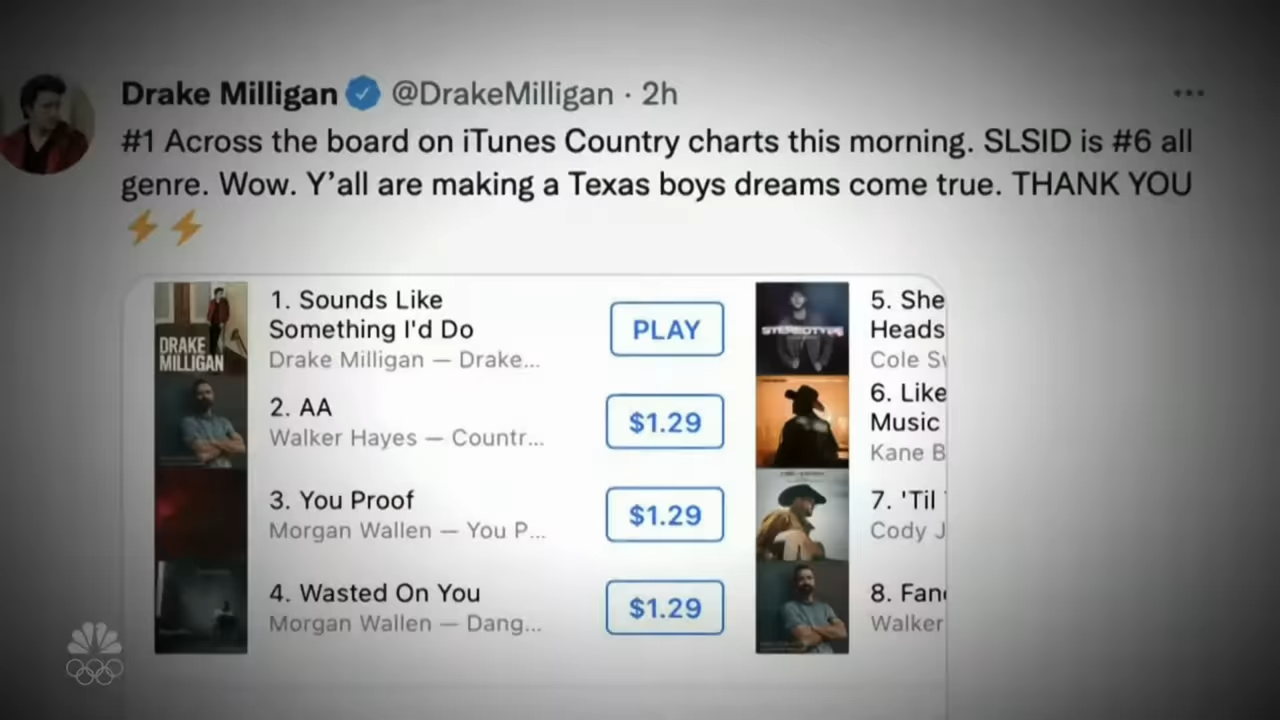 Drake Milligan @DrakeMilligan · 2h
#1 Across the board on iTunes Country charts this morning. SLSID is #6 all
genre. Wow. Y’all are making a Texas boys dreams come true. THANK YOU
⚡⚡
DRAKE
MILLIGAN
1. Sounds Like
Something I'd Do
Drake Milligan — Drake...
PLAY
2. AA
Walker Hayes — Countr...
$1.29
3. You Proof
Morgan Wallen — You P...
$1.29
4. Wasted On You
Morgan Wallen — Dang...
$1.29
STEREOTYPE
5. She
Heads
Cole
6. Like
Music
Kane B
7. 'Til
Cody J
8. Fan
Walker